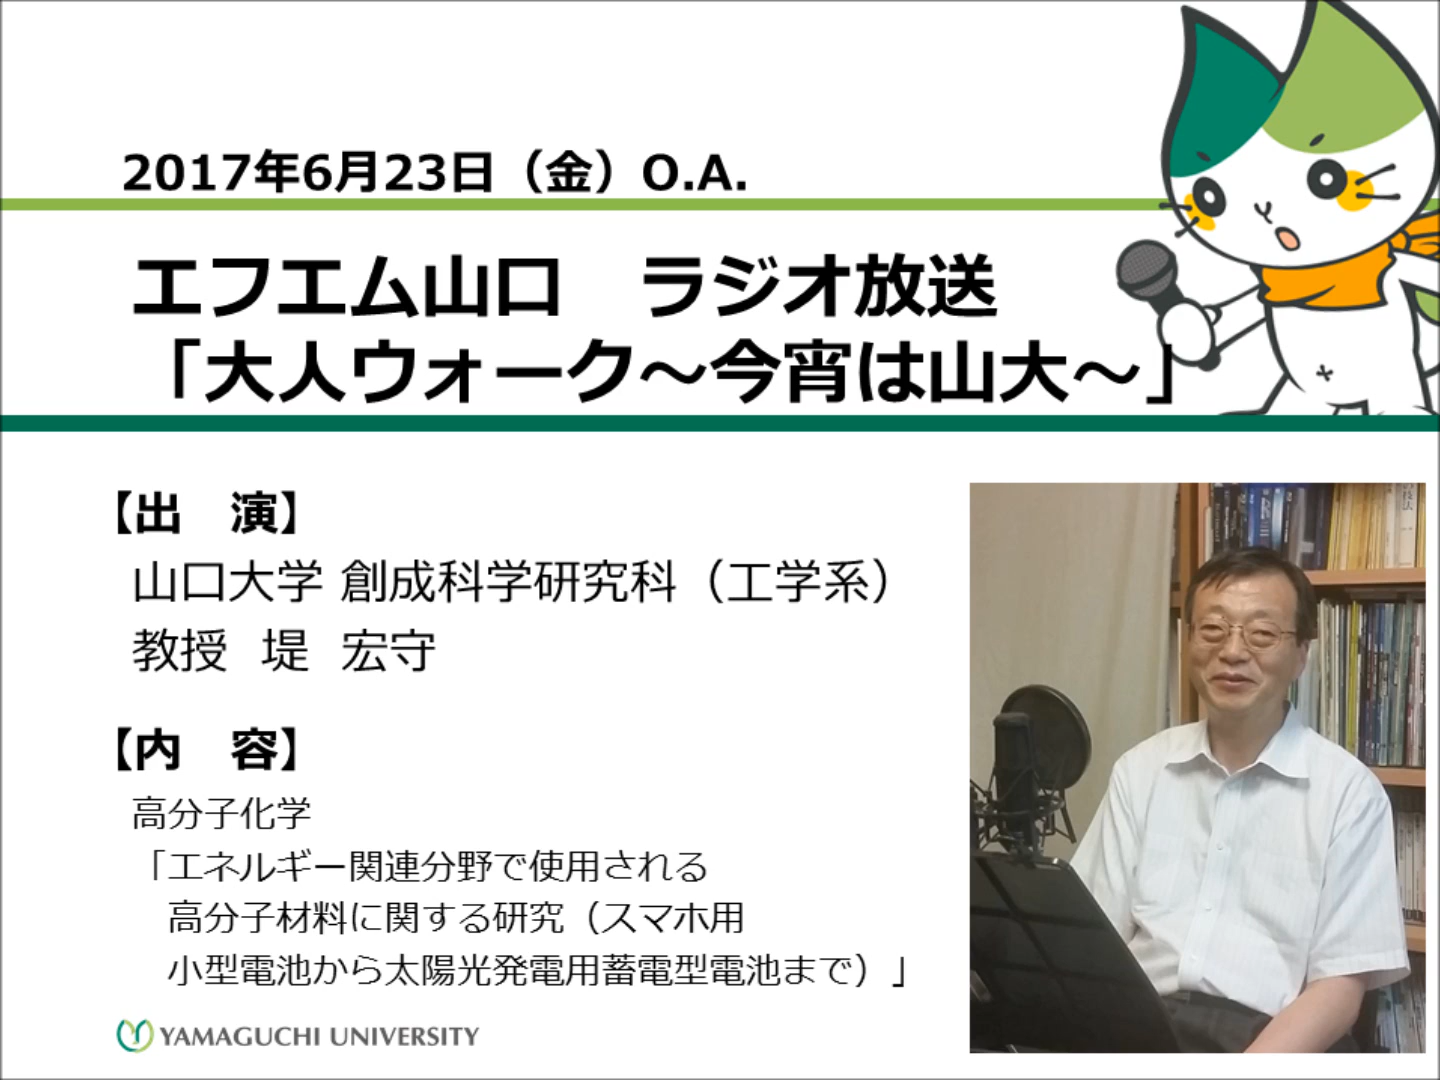 2017年6月23日（金）O.A.
エフエム山口　ラジオ放送
「大人ウォーク～今宵は山大～」
【出　演】
山口大学 創成科学研究科（工学系）
教授　堤　宏守
【内　容】
高分子化学
「エネルギー関連分野で使用される
高分子材料に関する研究（スマホ用
小型電池から太陽光発電用蓄電型電池まで）」
YAMAGUCHI UNIVERSITY